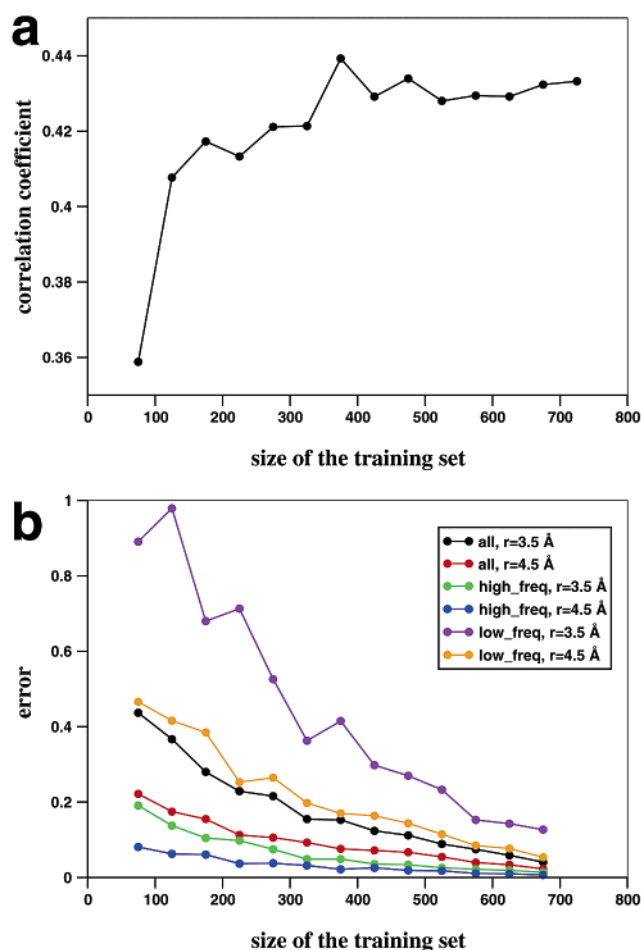 a
0.44
0.42
0.4
0.38
0.36
correlation coefficient
0 100 200 300 400 500 600 700 800
size of the training set
b
1
0.8
0.6
0.4
0.2
0
error
all, r=3.5 Å
all, r=4.5 Å
high_freq, r=3.5 Å
high_freq, r=4.5 Å
low_freq, r=3.5 Å
low_freq, r=4.5 Å
0 100 200 300 400 500 600 700 800
size of the training set